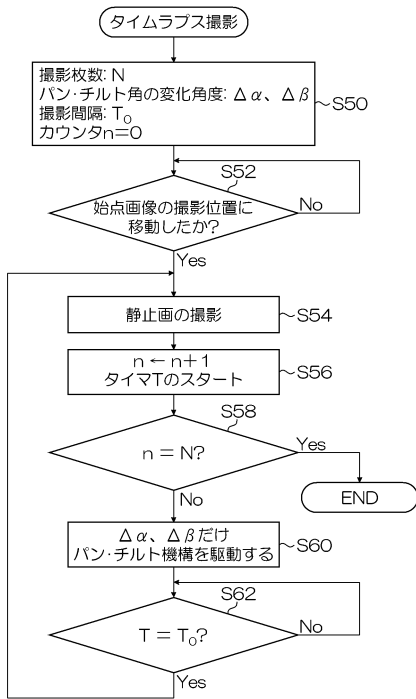 タイムラプス撮影
撮影枚数: N
パン・チルト角の変化角度: Δα、Δβ
撮影間隔: T₀
カウンタn=0
S50
S52
始点画像の撮影位置に
移動したか?
No
Yes
静止画の撮影
S54
n ← n+1
タイマTのスタート
S56
S58
n = N?
Yes
END
No
Δα、Δβだけ
パン・チルト機構を駆動する
S60
S62
T = T₀?
No
Yes